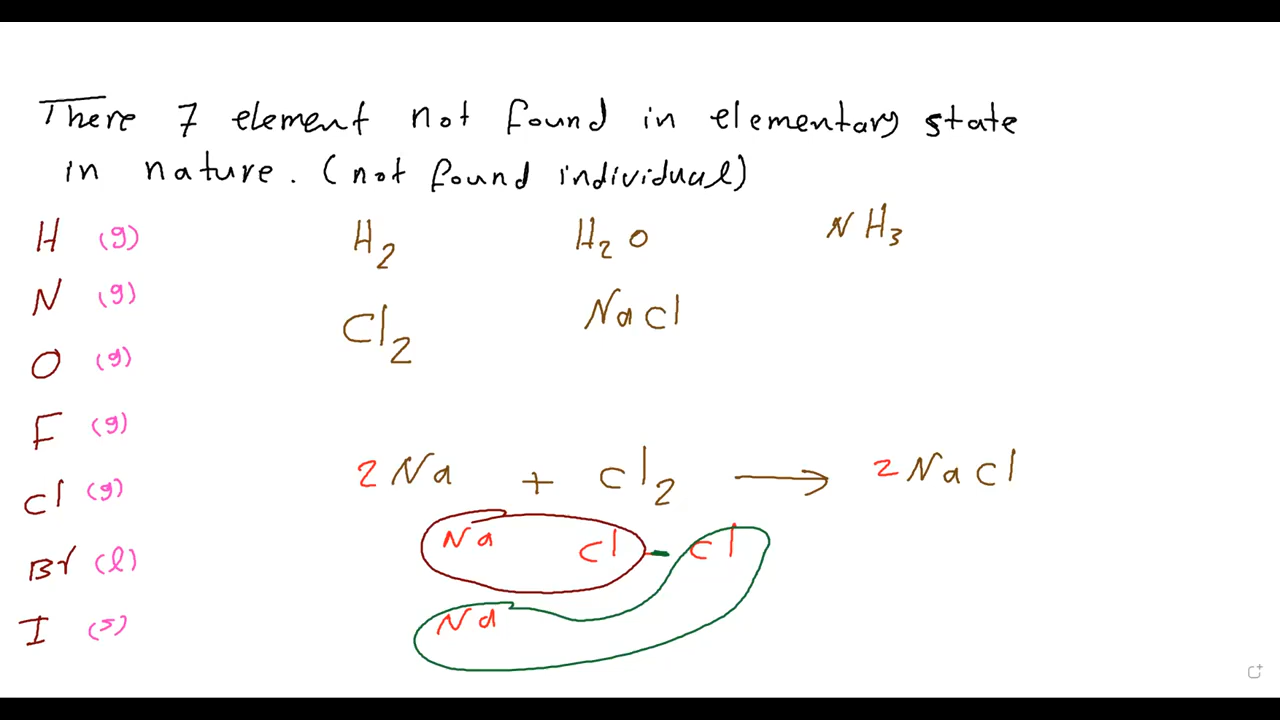 There 7 element not found in elementary state
in nature. (not found individual)
H (g) H2 H2O NH3
N (g)
Cl2 NaCl
O (g)
F (g)
2Na + Cl2 → 2NaCl
Cl (g)
Na Cl - Cl
Br (l)
Na
I (s)